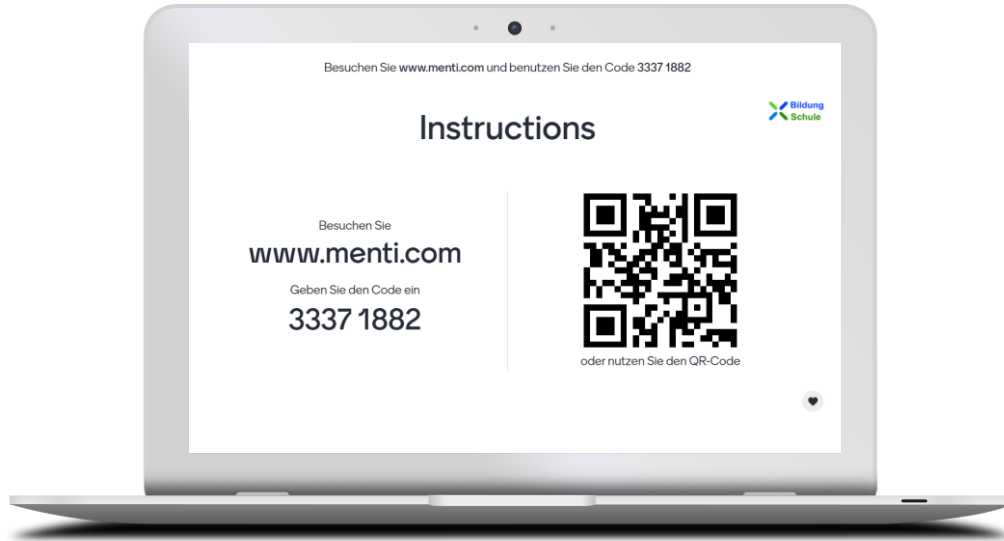 Besuchen Sie www.menti.com und benutzen Sie den Code 3337 1882
Bildung
Schule
Instructions
Besuchen Sie
www.menti.com
Geben Sie den Code ein
3337 1882
oder nutzen Sie den QR-Code